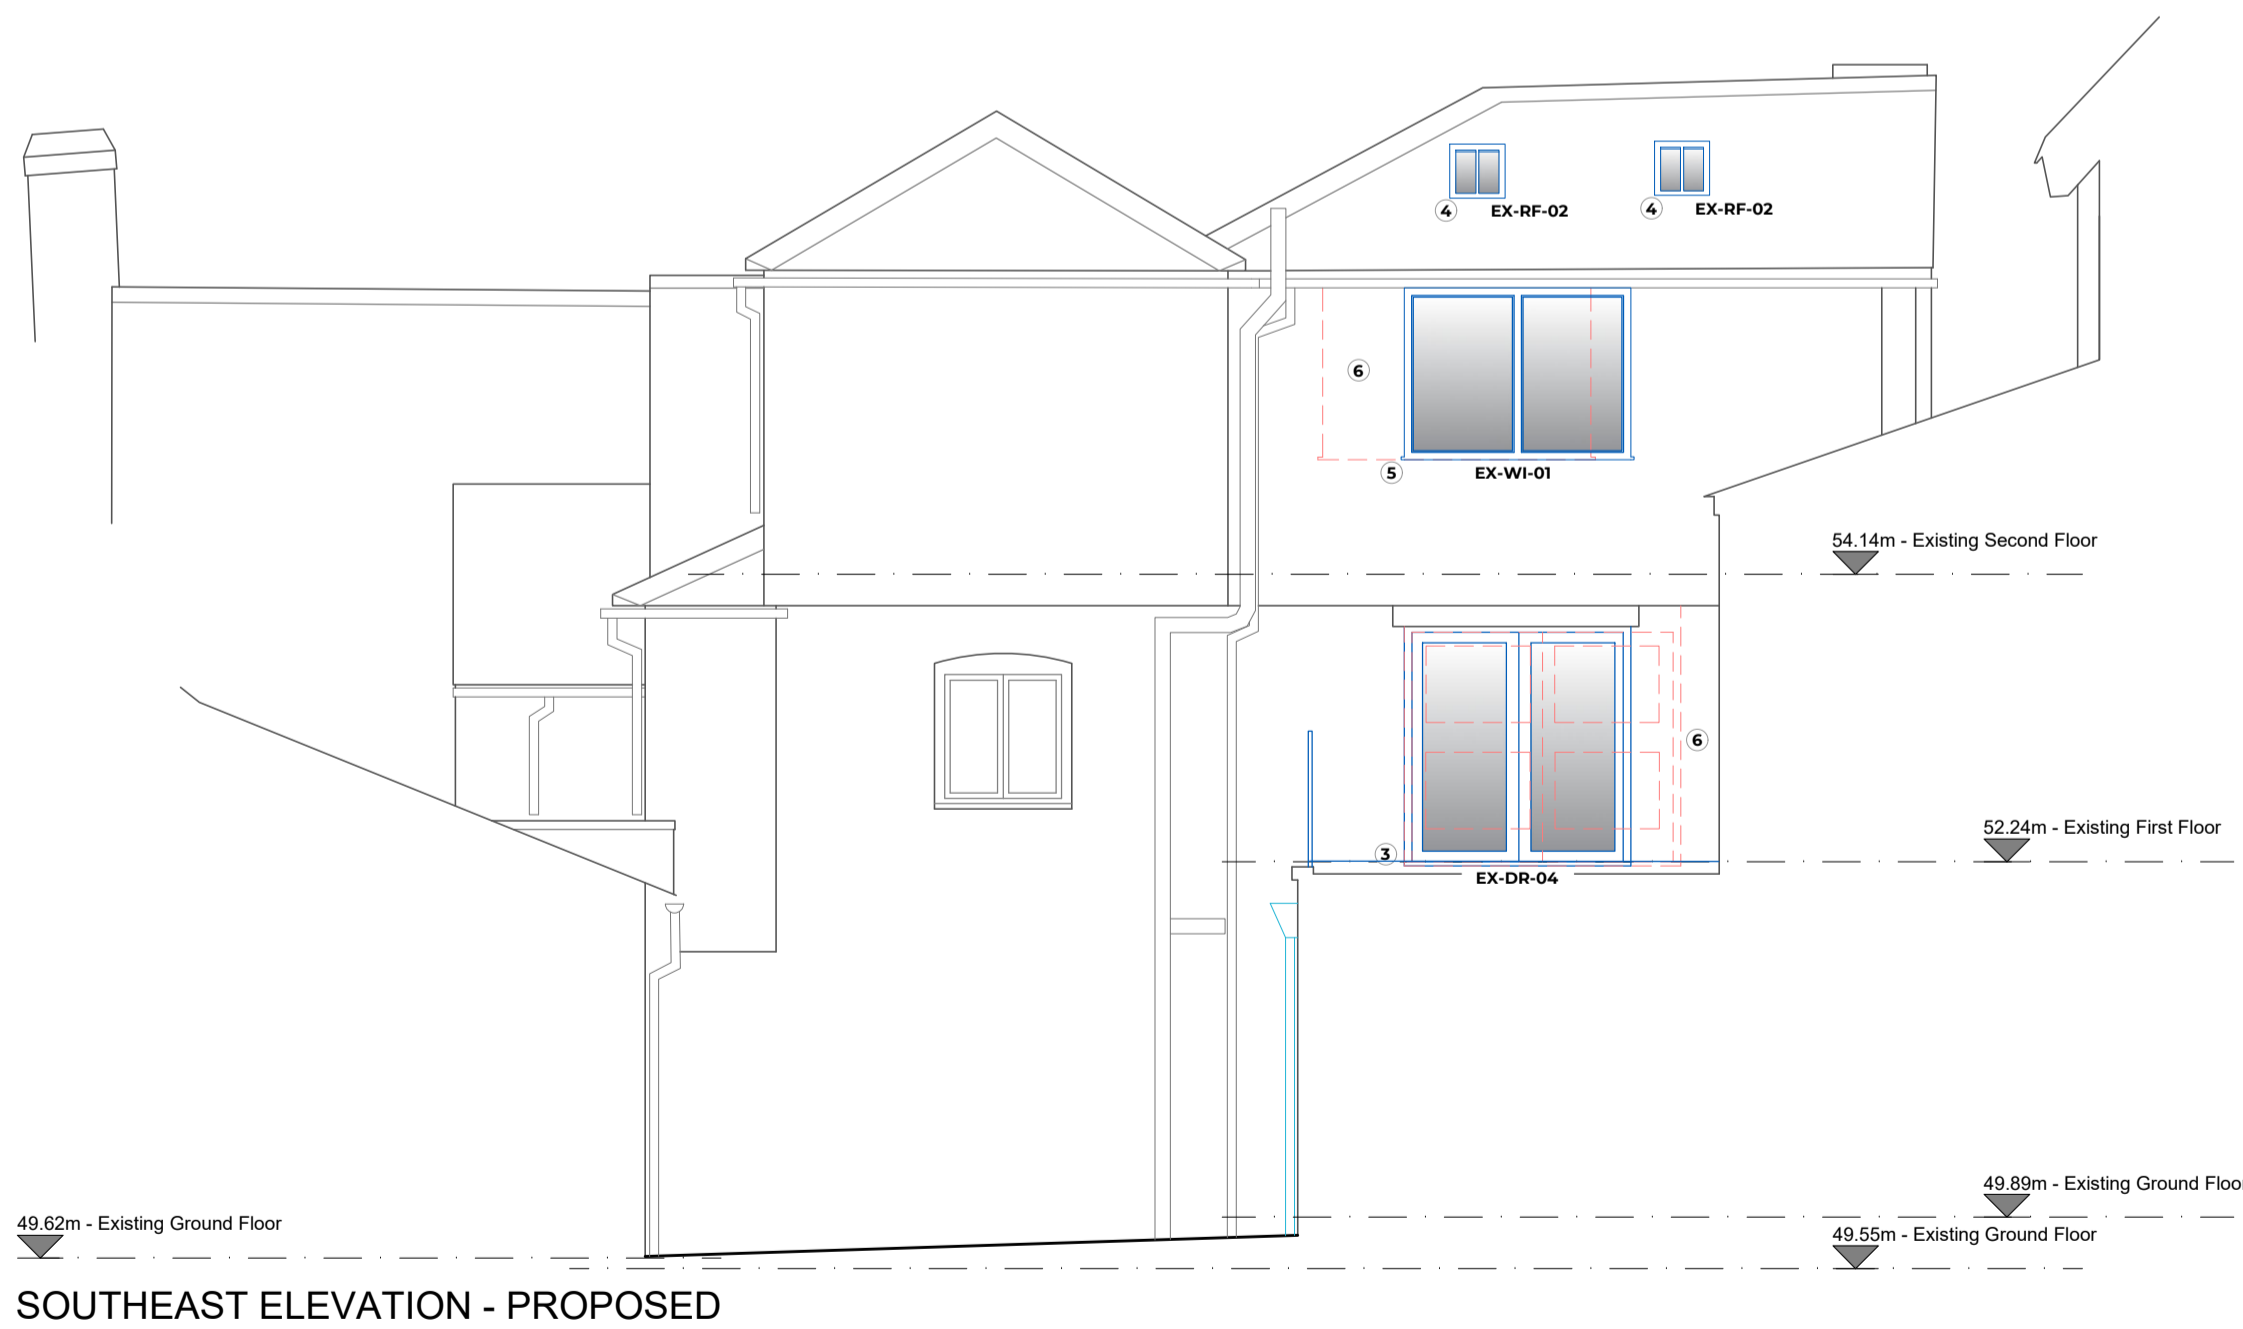 4 EX-RF-02
4 EX-RF-02
6
5 EX-WI-01
54.14m - Existing Second Floor
6
52.24m - Existing First Floor
3
EX-DR-04
49.89m - Existing Ground Floor
49.62m - Existing Ground Floor
49.55m - Existing Ground Floor
SOUTHEAST ELEVATION - PROPOSED